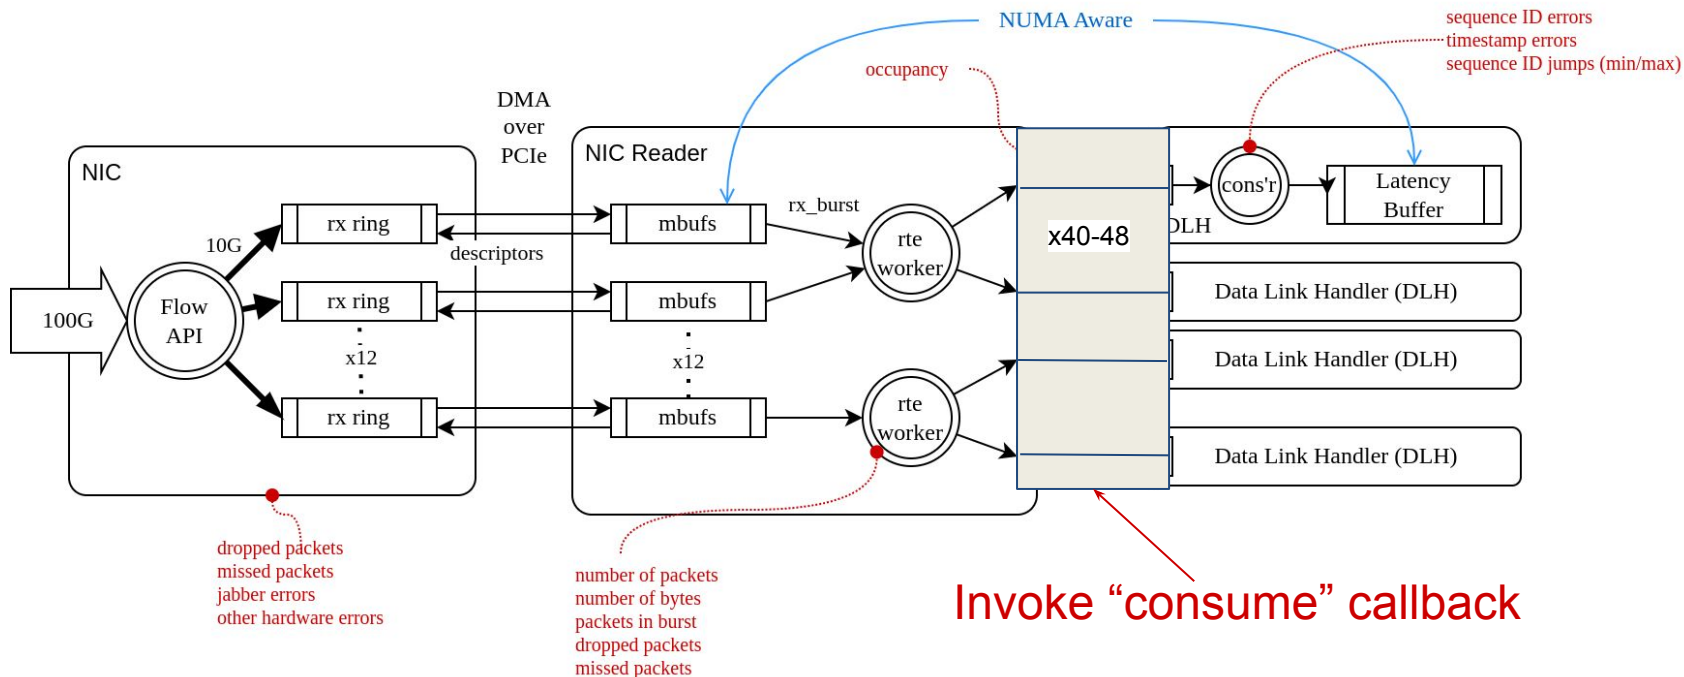 NUMA Aware
sequence ID errors
timestamp errors
sequence ID jumps (min/max)
occupancy
DMA
over
PCIe
NIC
NIC Reader
100G
Flow
API
10G
rx ring
rx ring
x12
rx ring
descriptors
mbufs
mbufs
x12
mbufs
rx_burst
rte
worker
rte
worker
x40-48
DLH
cons'r
Latency
Buffer
Data Link Handler (DLH)
Data Link Handler (DLH)
Data Link Handler (DLH)
dropped packets
missed packets
jabber errors
other hardware errors
number of packets
number of bytes
packets in burst
dropped packets
missed packets
Invoke “consume” callback